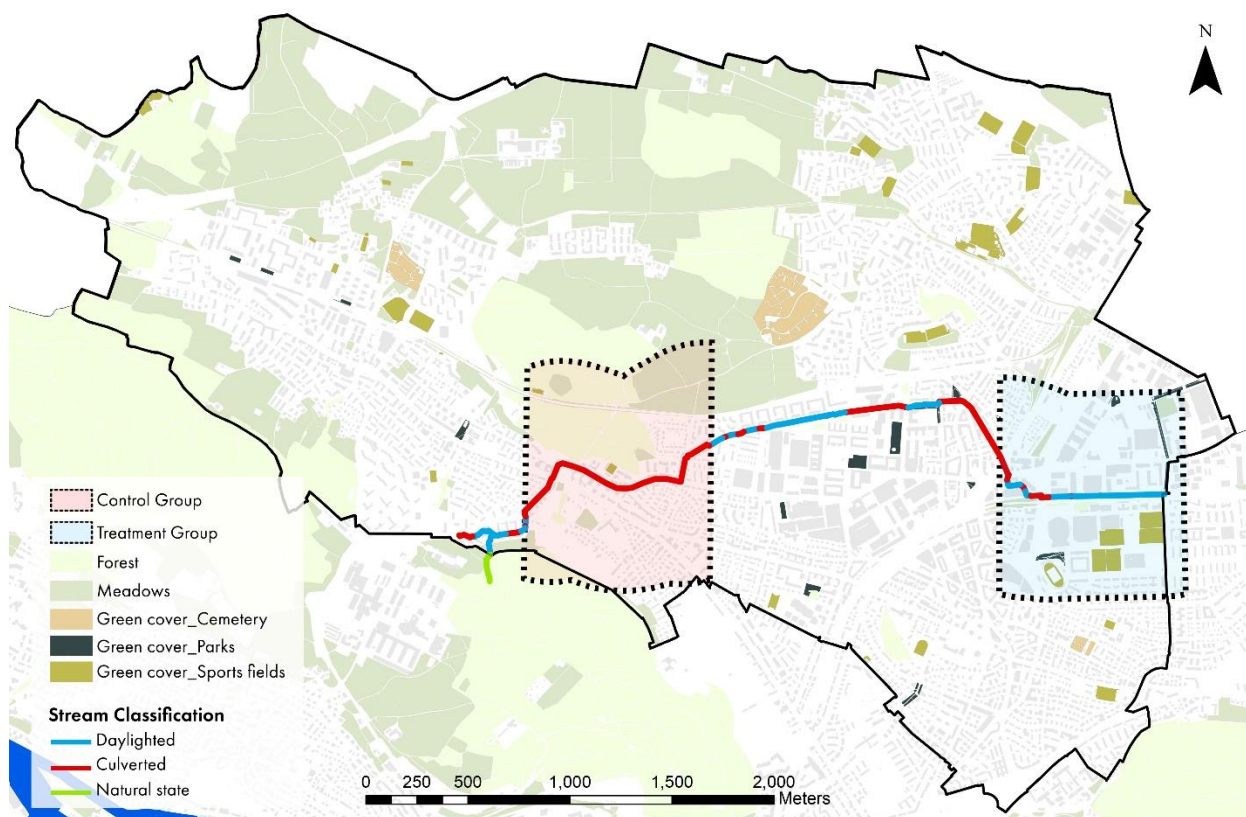 N
Control Group
Treatment Group
Forest
Meadows
Green cover_Cemetery
Green cover_Parks
Green cover_Sports fields
Stream Classification
Daylighted
Culverted
Natural state
0 250 500 1,000 1,500 2,000
Meters